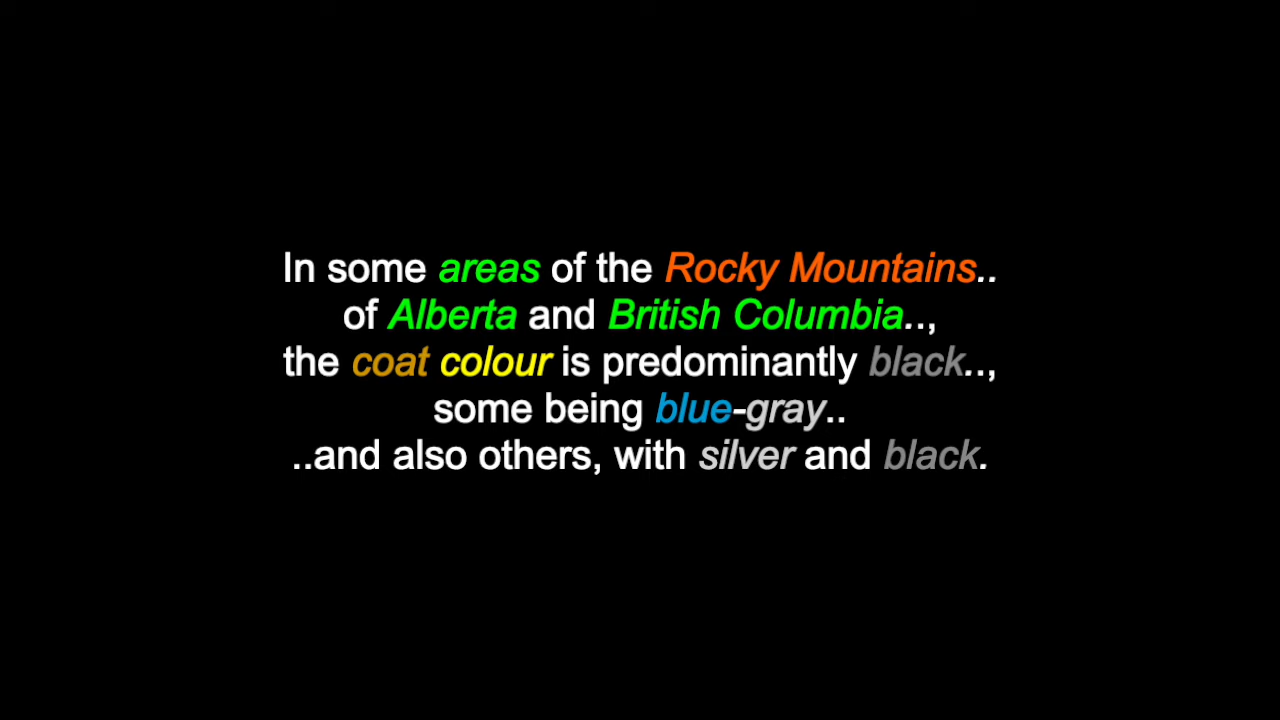 In some areas of the Rocky Mountains..
of Alberta and British Columbia..,
the coat colour is predominantly black..,
some being blue-gray..
..and also others, with silver and black.